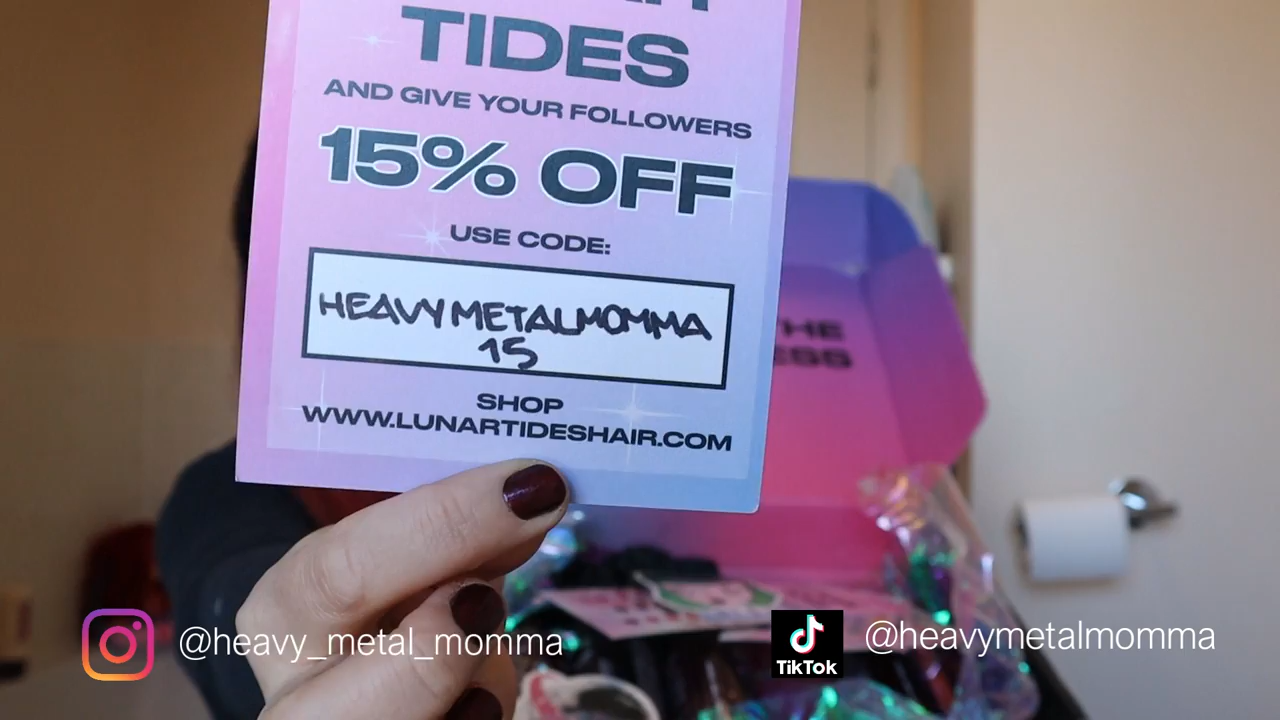 TIDES
AND GIVE YOUR FOLLOWERS
15% OFF
USE CODE:
HEAVYMETALMOMMA
15
SHOP
WWW.LUNARTIDESHAIR.COM
@heavy_metal_momma
TikTok
@heavymetalmomma